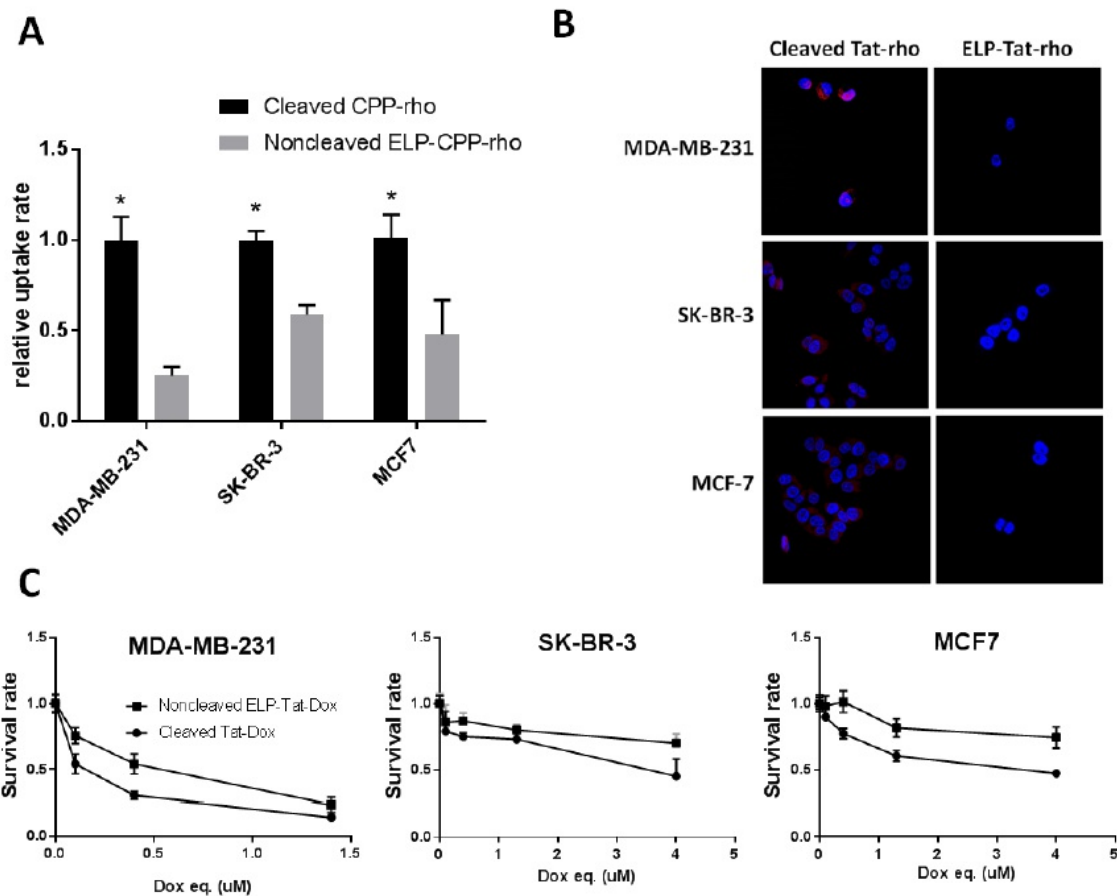 A
Cleaved CPP-rho
Noncleaved ELP-CPP-rho
relative uptake rate
1.5
1.0
0.5
0.0
*
*
*
MDA-MB-231
SK-BR-3
MCF7
B
Cleaved Tat-rho
ELP-Tat-rho
MDA-MB-231
SK-BR-3
MCF-7
C
MDA-MB-231
Survival rate
1.5
1.0
0.5
0.0
Noncleaved ELP-Tat-Dox
Cleaved Tat-Dox
0.0 0.5 1.0 1.5
Dox eq. (uM)
SK-BR-3
Survival rate
1.5
1.0
0.5
0.0
0 1 2 3 4 5
Dox eq. (uM)
MCF7
Survival rate
1.5
1.0
0.5
0.0
0 1 2 3 4 5
Dox eq. (uM)